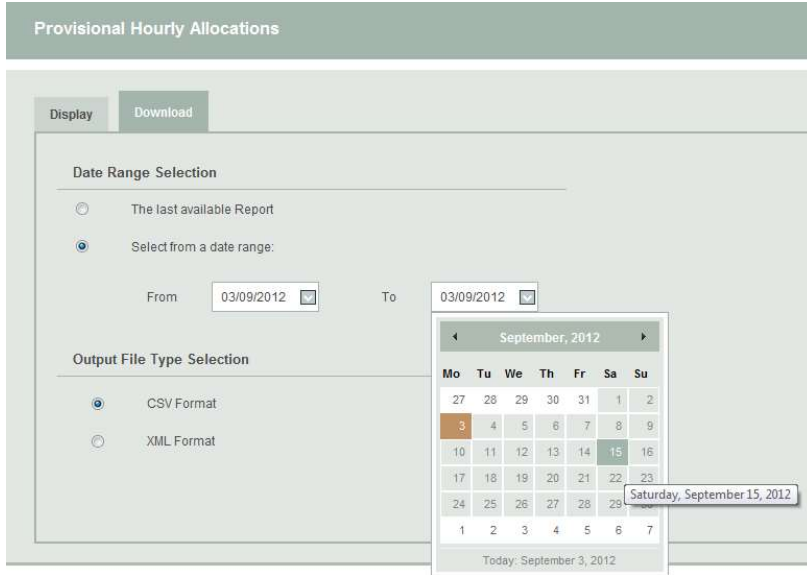 Provisional Hourly Allocations
Display Download
Date Range Selection
The last available Report
Select from a date range:
From 03/09/2012 To 03/09/2012
September, 2012
Mo Tu We Th Fr Sa Su
27 28 29 30 31 1 2
3 4 5 6 7 8 9
10 11 12 13 14 15 16
17 18 19 20 21 22 23
24 25 26 27 28 29
1 2 3 4 5 6 7
Today: September 3, 2012
Saturday, September 15, 2012
Output File Type Selection
CSV Format
XML Format